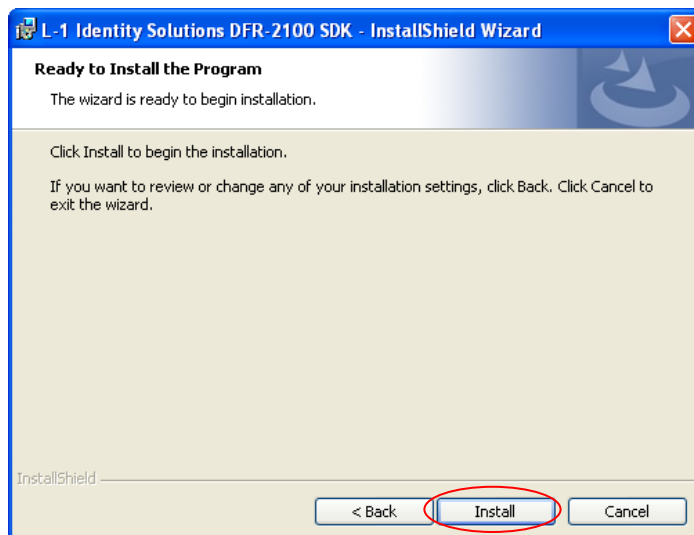 L-1 Identity Solutions DFR-2100 SDK - InstallShield Wizard
Ready to Install the Program
The wizard is ready to begin installation.
Click Install to begin the installation.
If you want to review or change any of your installation settings, click Back. Click Cancel to
exit the wizard.
InstallShield
< Back
Install
Cancel